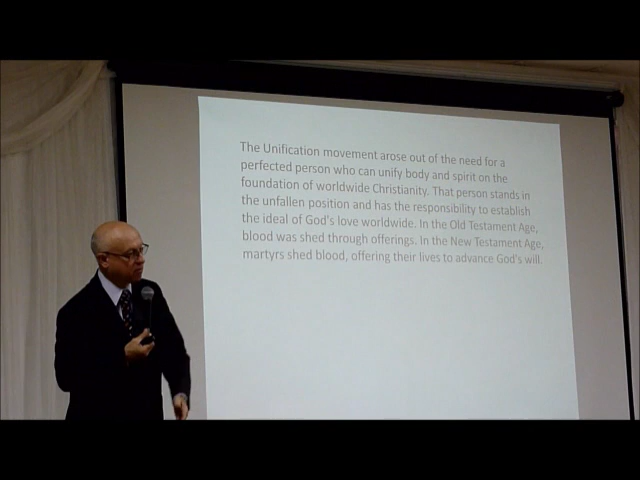 The Unification movement arose out of the need for a
perfected person who can unify body and spirit on the
foundation of worldwide Christianity. That person stands in
the unfallen position and has the responsibility to establish
the ideal of God's love worldwide. In the Old Testament Age,
blood was shed through offerings. In the New Testament Age,
martyrs shed blood, offering their lives to advance God's will.